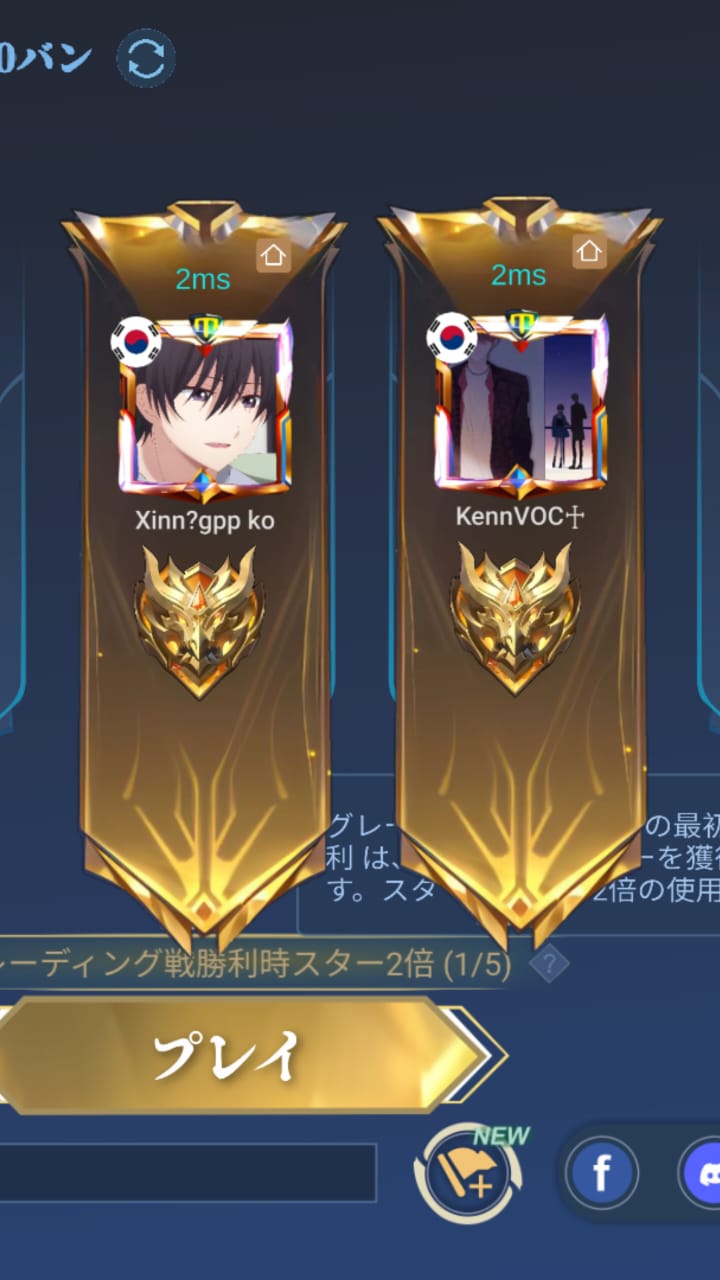 0バン
2ms
2ms
Xinn?gpp ko
KennVOC♱
グレー
の最初
利 は、
ーを獲得
す。スタ
2倍の使用
レーディング戦勝利時スター2倍 (1/5)
?
プレイ
NEW
f